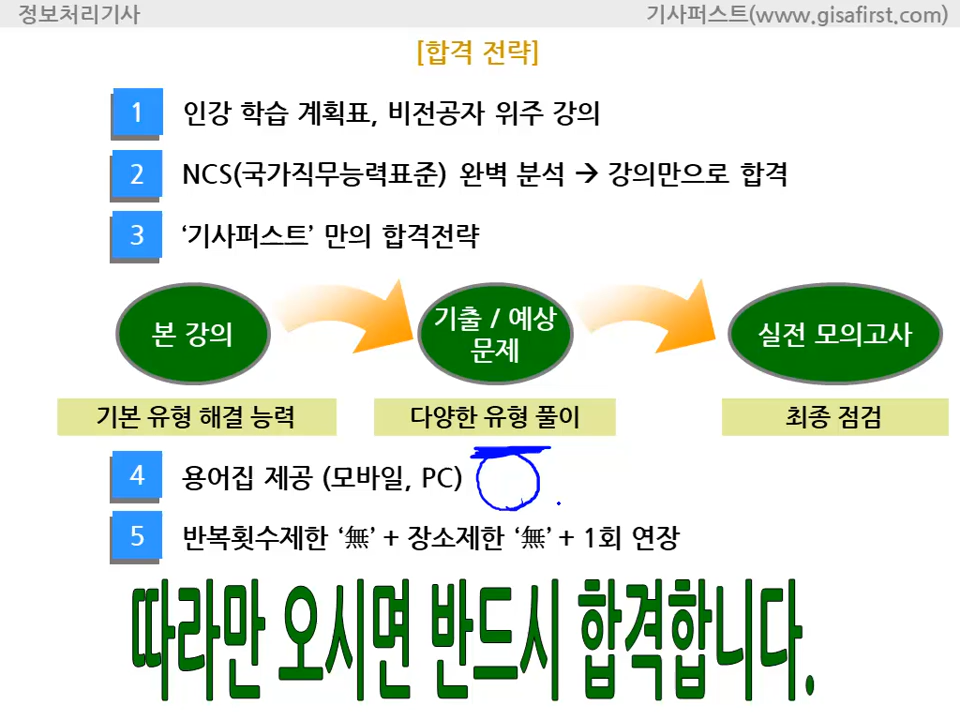 정보처리기사
기사퍼스트(www.gisafirst.com)
[합격 전략]
1 인강 학습 계획표, 비전공자 위주 강의
2 NCS(국가직무능력표준) 완벽 분석 → 강의만으로 합격
3 ‘기사퍼스트’ 만의 합격전략
본 강의
기출 / 예상
문제
실전 모의고사
기본 유형 해결 능력
다양한 유형 풀이
최종 점검
4 용어집 제공 (모바일, PC)
5 반복횟수제한 ‘無’ + 장소제한 ‘無’ + 1회 연장
따라만 오시면 반드시 합격합니다.